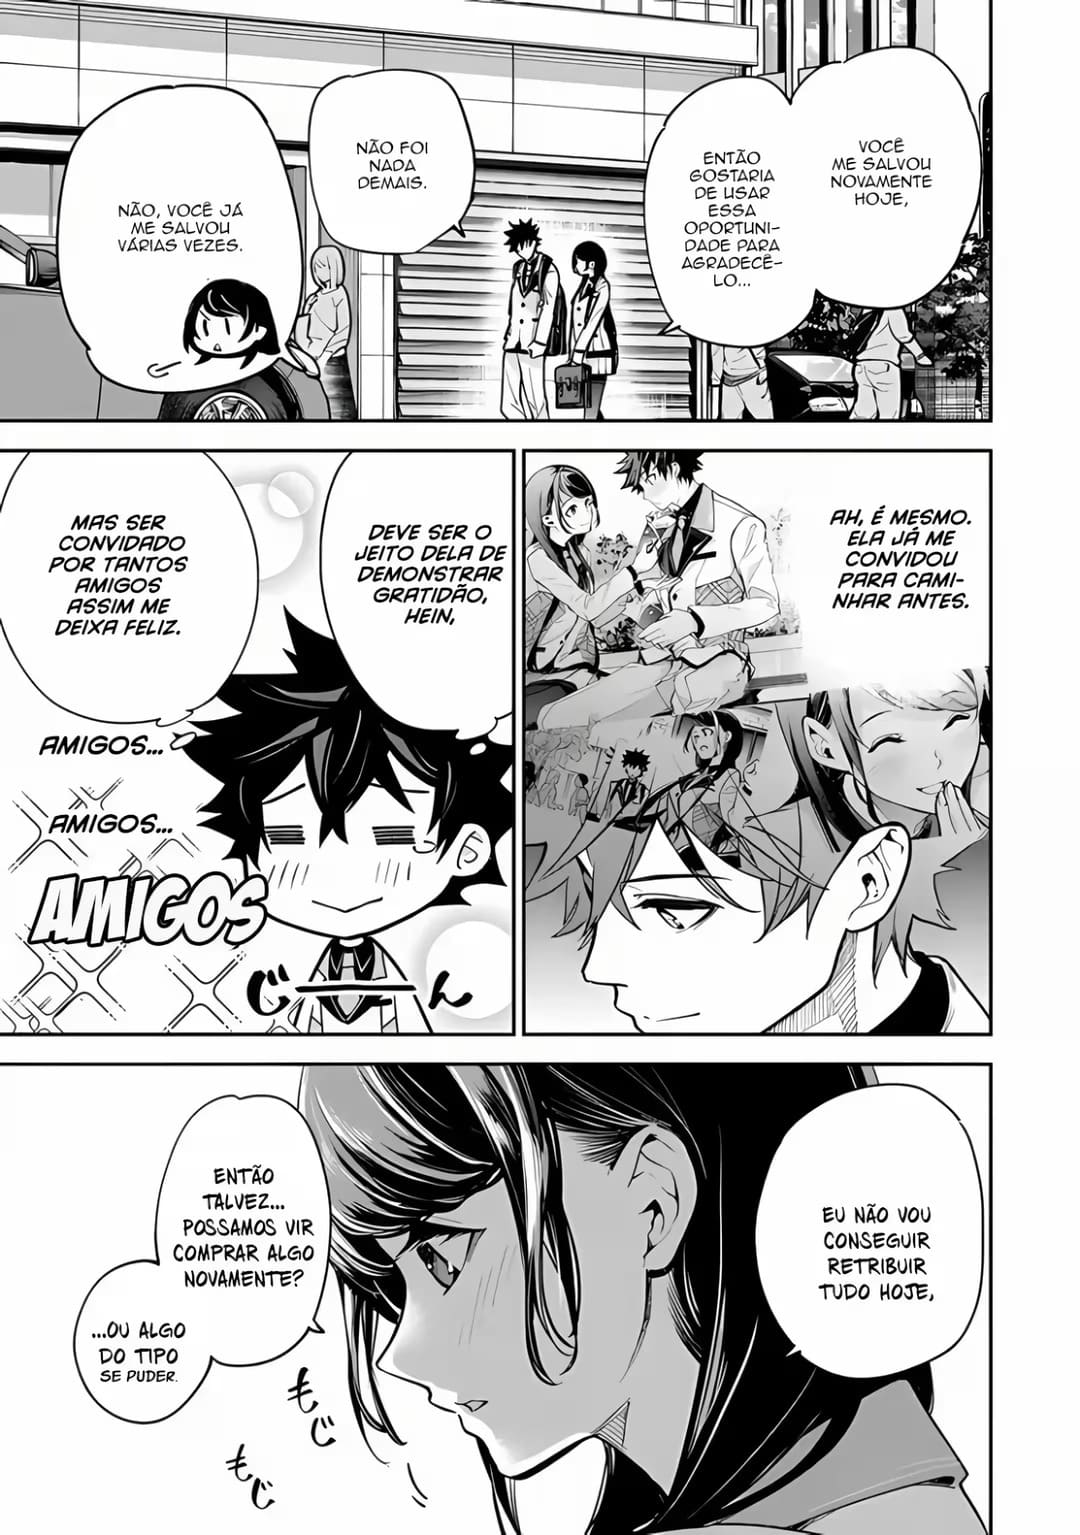 VOCÊ
ME SALVOU
NOVAMENTE
HOJE,
ENTÃO
GOSTARIA
DE USAR
ESSA
OPORTUNI-
DADE PARA
AGRADECÊ-
LO...
NÃO FOI
NADA
DEMAIS.
NÃO, VOCÊ JÁ
ME SALVOU
VÁRIAS VEZES.
AH, É MESMO.
ELA JÁ ME
CONVIDOU
PARA CAMI-
NHAR ANTES.
DEVE SER O
JEITO DELA DE
DEMONSTRAR
GRATIDÃO,
HEIN,
MAS SER
CONVIDADO
POR TANTOS
AMIGOS
ASSIM ME
DEIXA FELIZ.
AMIGOS...
AMIGOS...
AMIGOS
じーん
EU NÃO VOU
CONSEGUIR
RETRIBUIR
TUDO HOJE,
ENTÃO
TALVEZ...
POSSAMOS VIR
COMPRAR ALGO
NOVAMENTE?
...OU ALGO
DO TIPO
SE PUDER.
もじ
もじ